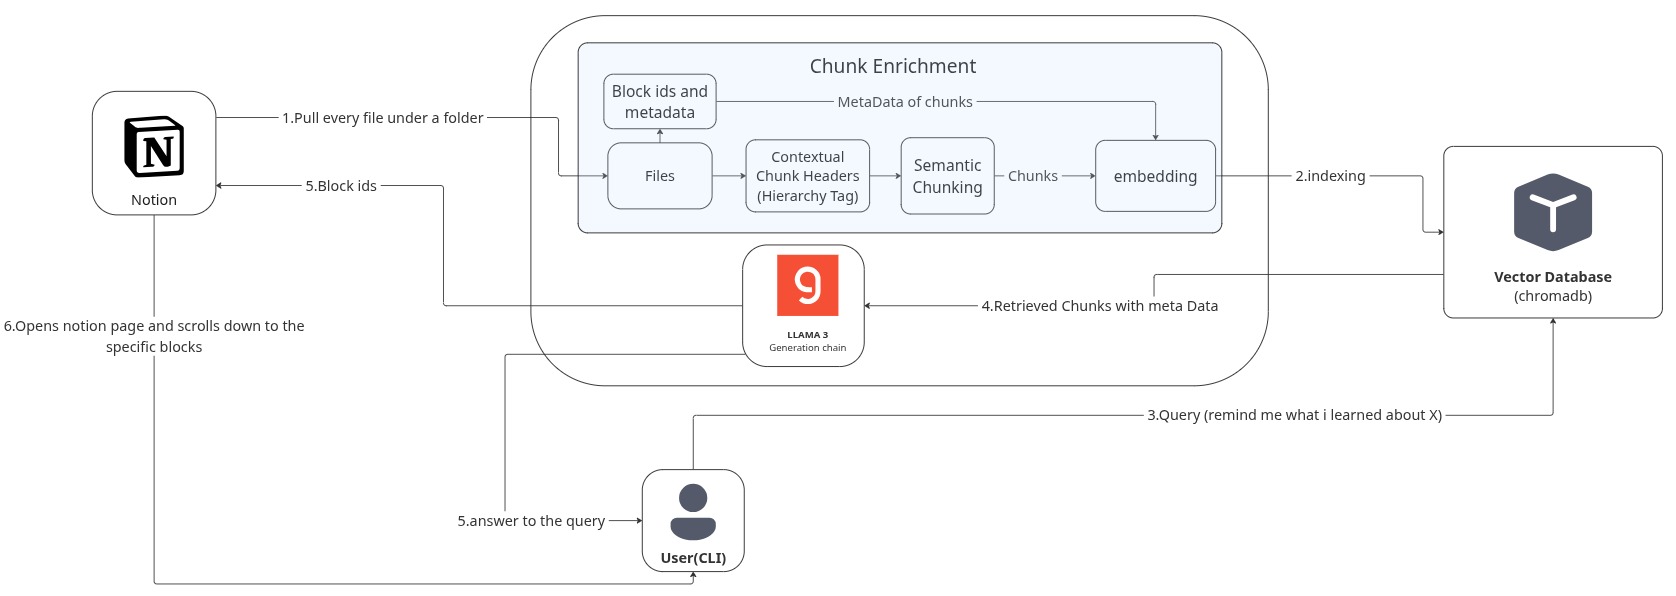 Chunk Enrichment
Block ids and
metadata
MetaData of chunks
1.Pull every file under a folder
Files
Contextual
Chunk Headers
(Hierarchy Tag)
Semantic
Chunking
Chunks
embedding
2.indexing
N
Notion
5.Block ids
Vector Database
(chromadb)
g
LLAMA 3
Generation chain
4.Retrieved Chunks with meta Data
6.Opens notion page and scrolls down to the
specific blocks
3.Query (remind me what i learned about X)
5.answer to the query
User(CLI)